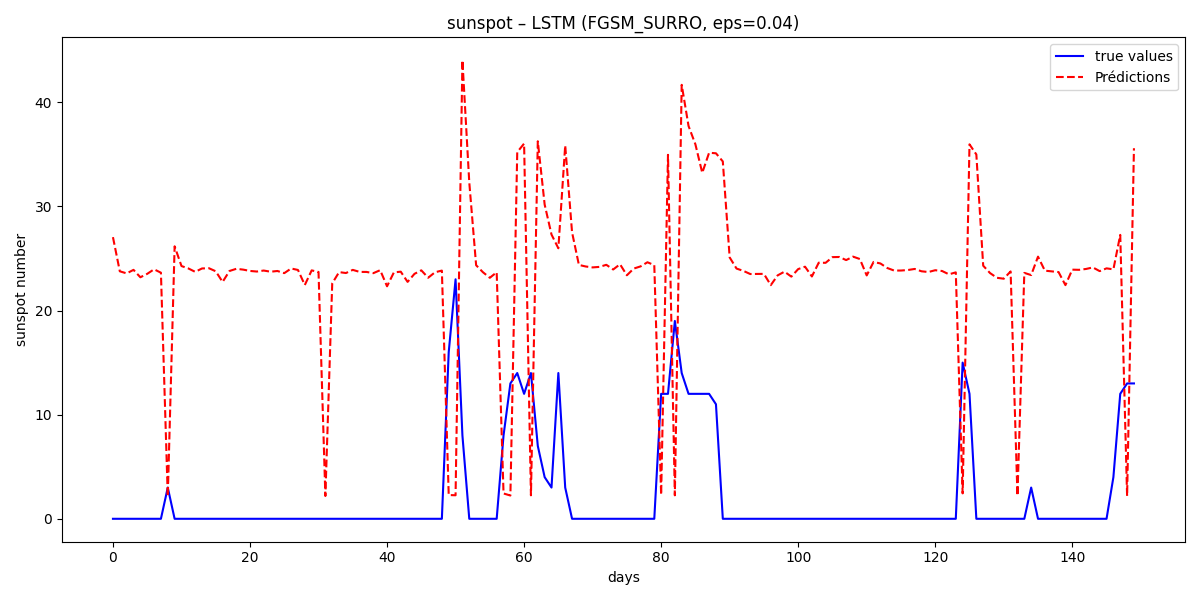 sunspot – LSTM (FGSM_SURRO, eps=0.04)
true values
Prédictions
sunspot number
40
30
20
10
0
0 20 40 60 80 100 120 140
days